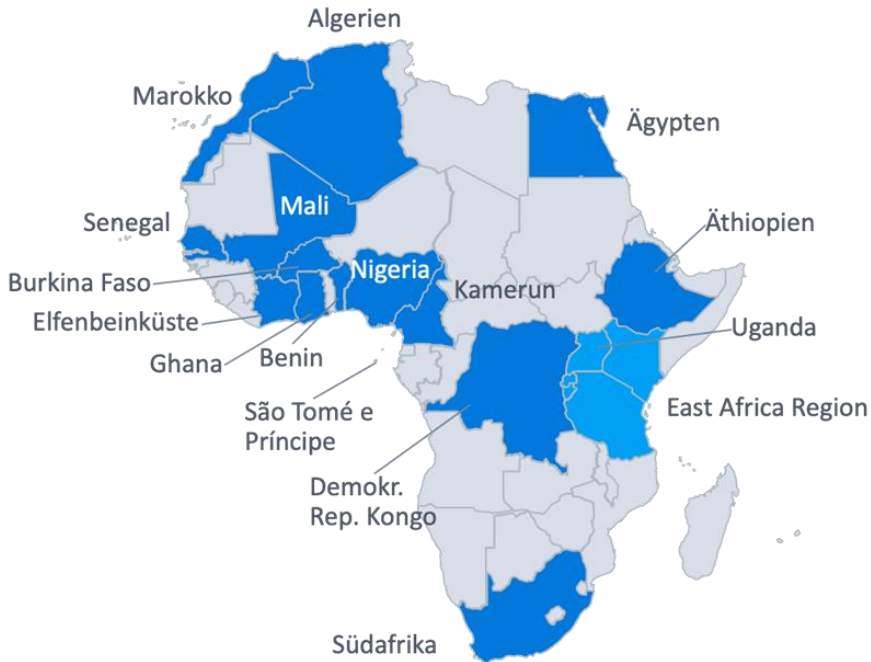 Algerien
Marokko
Ägypten
Mali
Senegal
Äthiopien
Nigeria
Burkina Faso
Kamerun
Elfenbeinküste
Uganda
Ghana
Benin
East Africa Region
São Tomé e
Príncipe
Demokr.
Rep. Kongo
Südafrika